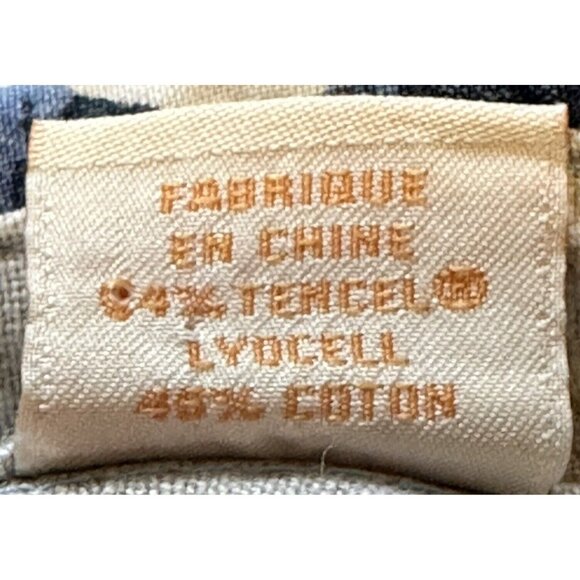 FABRIQUE
EN CHINE
54% TENCEL®
LYOCELL
46% COTON